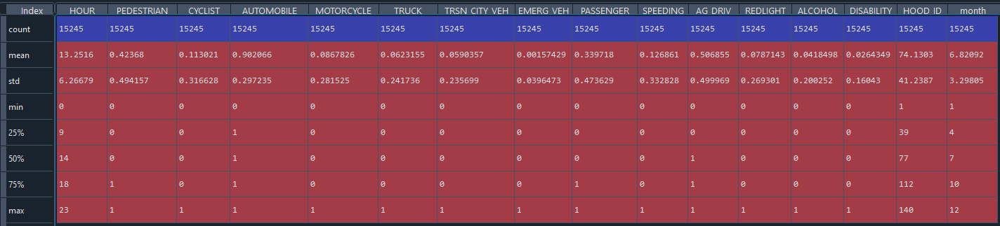 Index HOUR PEDESTRIAN CYCLIST AUTOMOBILE MOTORCYCLE TRUCK TRSN_CITY_VEH EMERG_VEH PASSENGER SPEEDING AG_DRIV REDLIGHT ALCOHOL DISABILITY HOOD_ID month
count 15245 15245 15245 15245 15245 15245 15245 15245 15245 15245 15245 15245 15245 15245 15245 15245
mean 13.2516 0.42368 0.113021 0.902066 0.0867826 0.0623155 0.0590357 0.00157429 0.339718 0.126861 0.506855 0.0787143 0.0418498 0.0264349 74.1303 6.82092
std 6.26679 0.494157 0.316628 0.297235 0.281525 0.241736 0.235699 0.0396473 0.473629 0.332828 0.499969 0.269301 0.200252 0.16043 41.2387 3.29805
min 0 0 0 0 0 0 0 0 0 0 0 0 0 0 1 1
25% 9 0 0 1 0 0 0 0 0 0 0 0 0 0 39 4
50% 14 0 0 1 0 0 0 0 0 0 1 0 0 0 77 7
75% 18 1 0 1 0 0 0 0 1 0 1 0 0 0 112 10
max 23 1 1 1 1 1 1 1 1 1 1 1 1 1 140 12